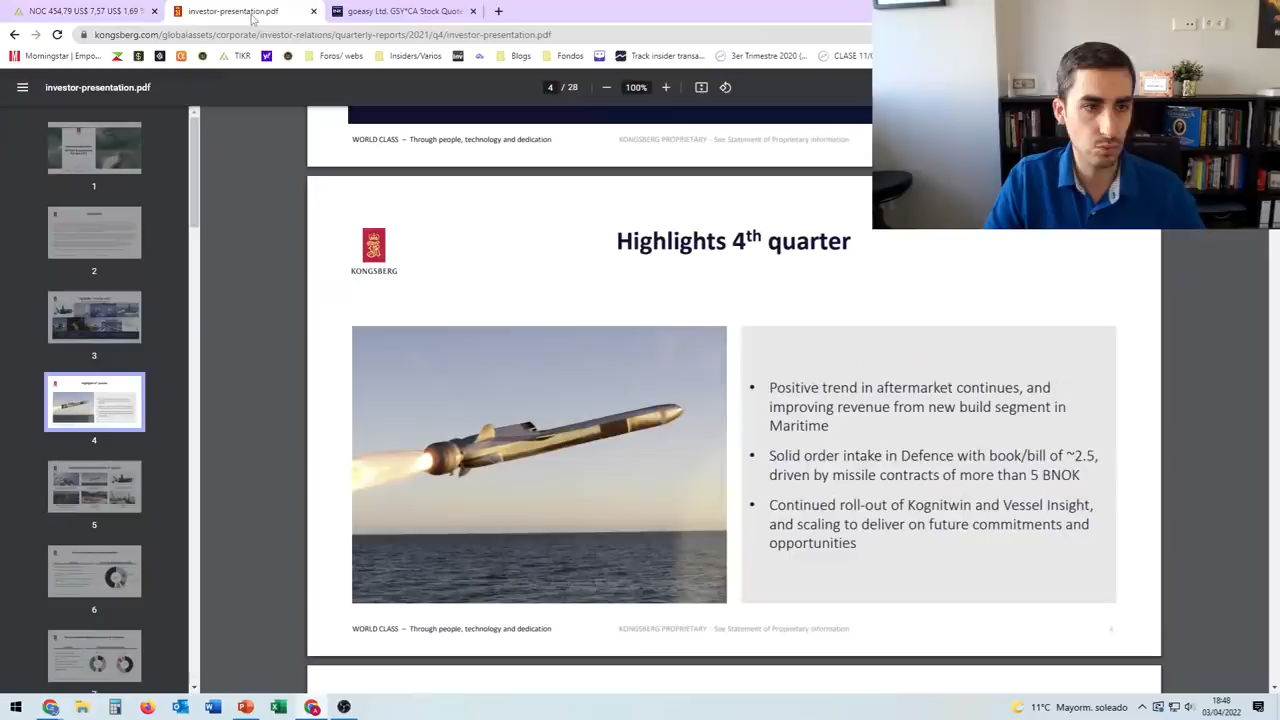 NOC 454,79 US$ 7,57 US$ 1,69
investor-presentation.pdf
goeasy Ltd. GSY*CA Stock Quote
kongsberg.com/globalassets/corporate/investor-relations/quarterly-reports/2021/q4/investor-presentation.pdf
Morningstar | Empo...
TIKR
Foros/ webs
Insiders/Varios
Blogs
Fondos
Track insider transa...
3er Trimestre 2020 (...
CLASE 11/0
investor-presentation.pdf
4 / 28
100%
WORLD CLASS – Through people, technology and dedication
KONGSBERG PROPRIETARY - See Statement of Proprietary information
1
2
3
4
5
6
KONGSBERG
Highlights 4th quarter
• Positive trend in aftermarket continues, and
improving revenue from new build segment in
Maritime
• Solid order intake in Defence with book/bill of ~2.5,
driven by missile contracts of more than 5 BNOK
• Continued roll-out of Kognitwin and Vessel Insight,
and scaling to deliver on future commitments and
opportunities
WORLD CLASS – Through people, technology and dedication
KONGSBERG PROPRIETARY - See Statement of Proprietary information
4
11°C Mayorm. soleado
18:48
03/04/2022